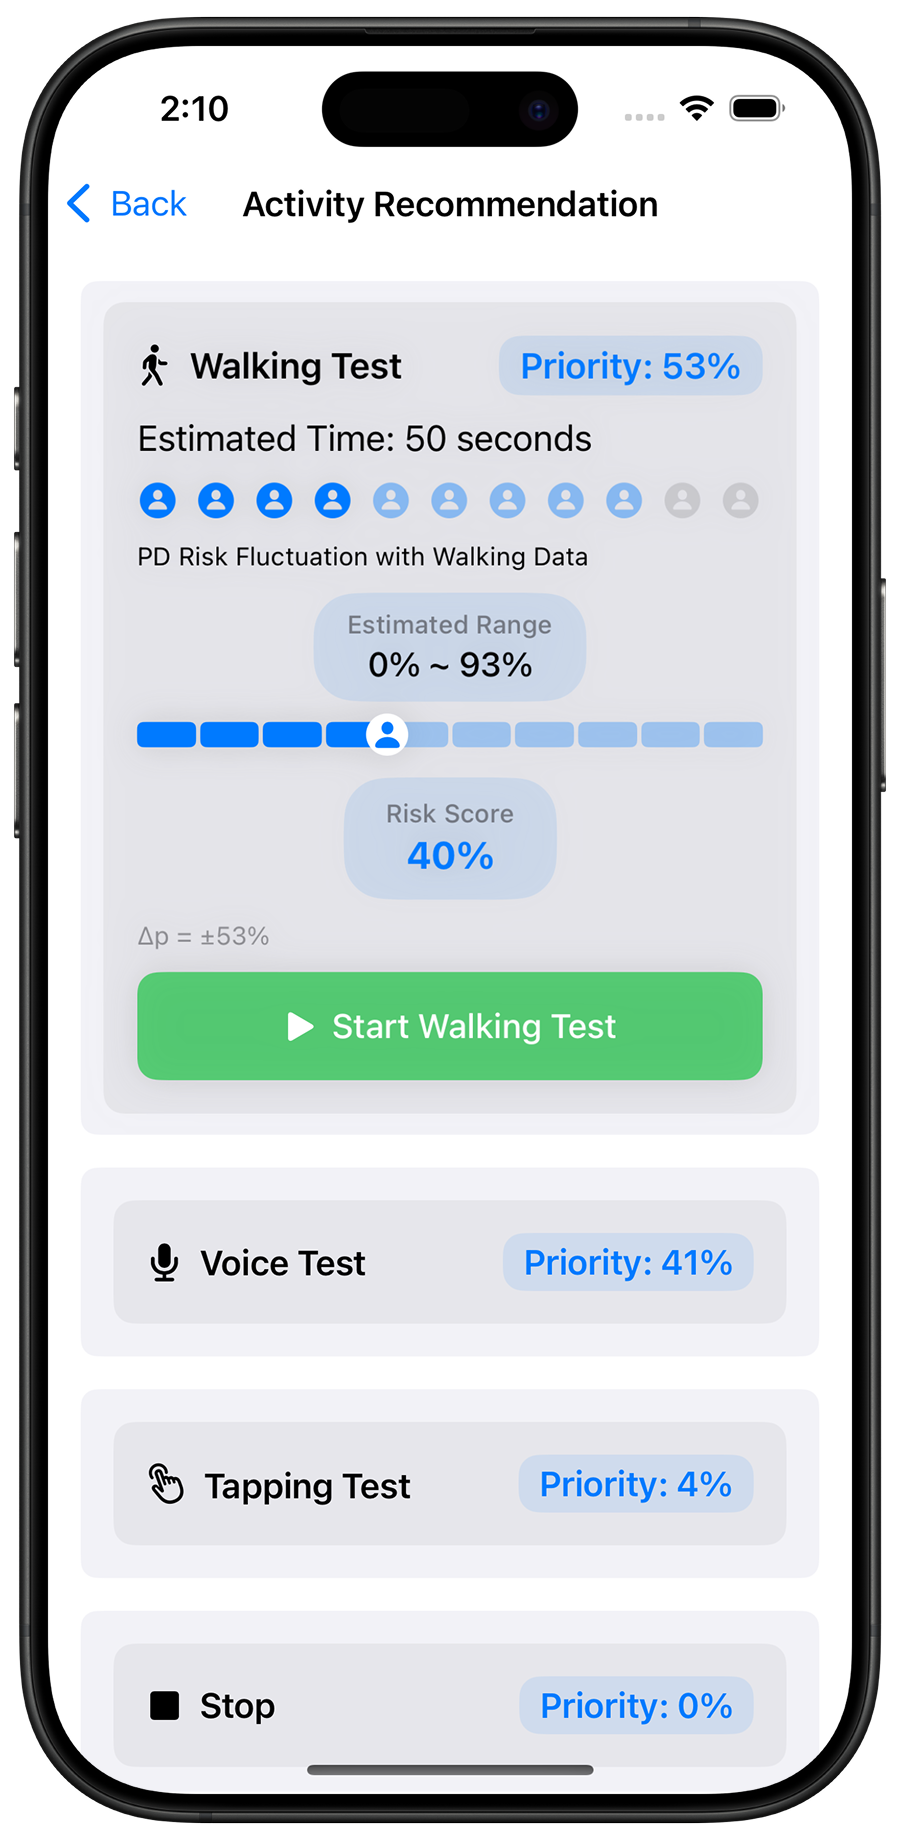 2:10
Back
Activity Recommendation
Walking Test
Priority: 53%
Estimated Time: 50 seconds
PD Risk Fluctuation with Walking Data
Estimated Range
0% ~ 93%
Risk Score
40%
Δp = ±53%
Start Walking Test
Voice Test
Priority: 41%
Tapping Test
Priority: 4%
Stop
Priority: 0%